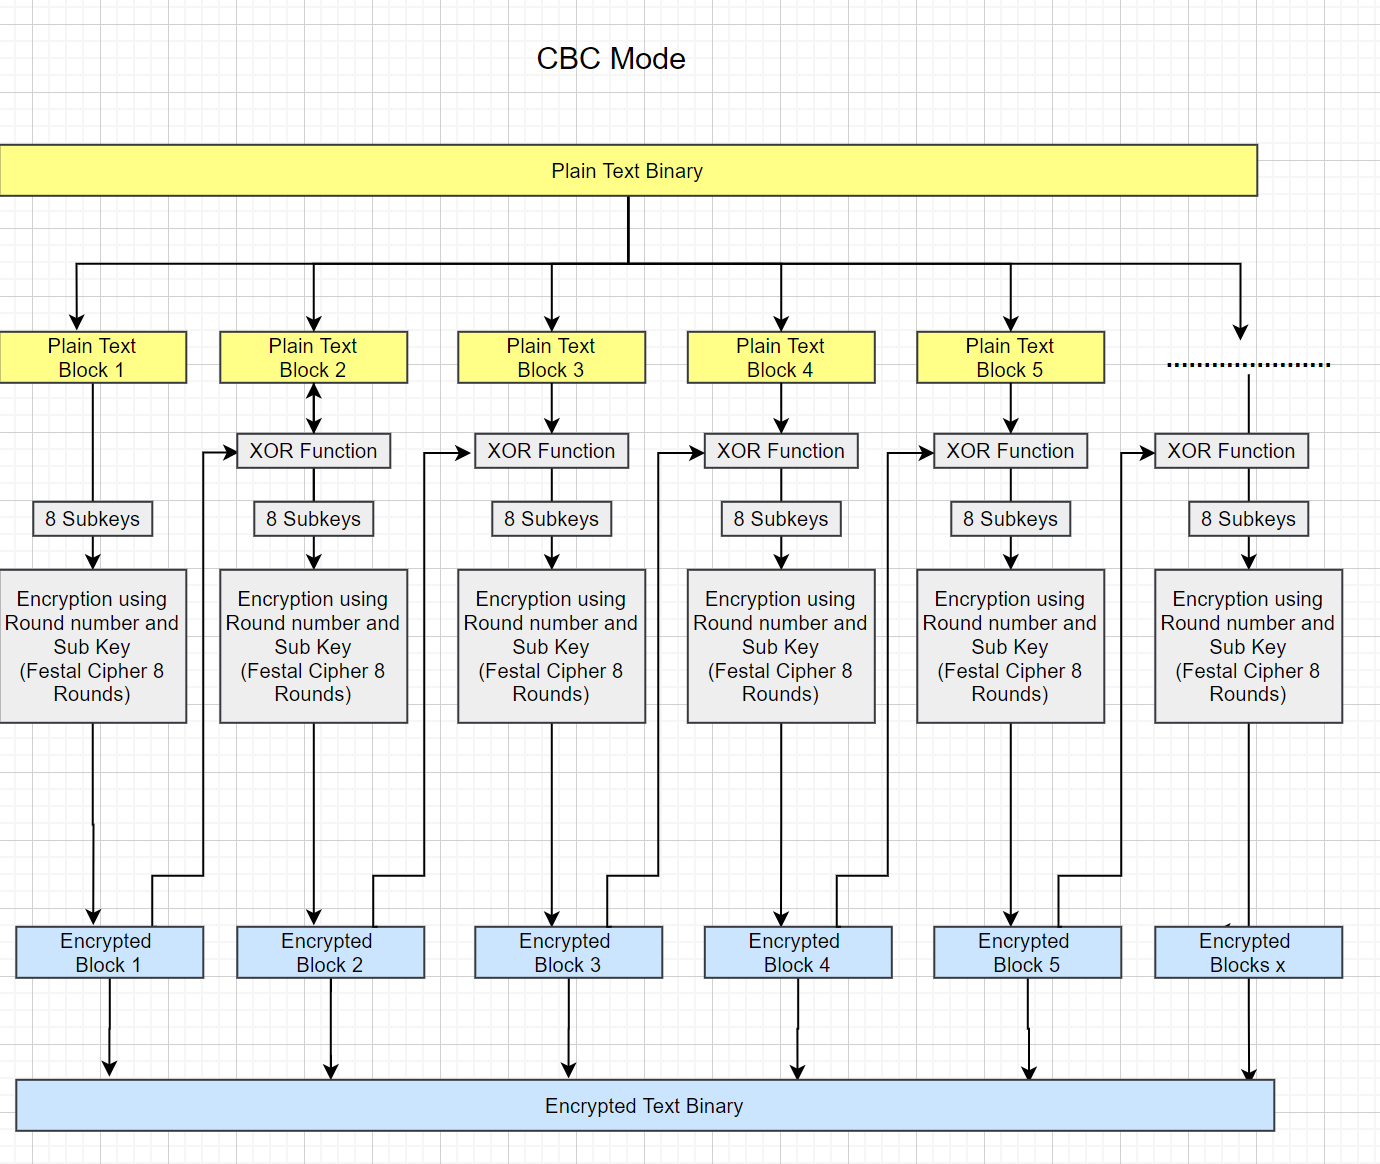 CBC Mode
Plain Text Binary
Plain Text
Block 1
Plain Text
Block 2
Plain Text
Block 3
Plain Text
Block 4
Plain Text
Block 5
XOR Function
XOR Function
XOR Function
XOR Function
XOR Function
8 Subkeys
8 Subkeys
8 Subkeys
8 Subkeys
8 Subkeys
8 Subkeys
Encryption using
Round number and
Sub Key
(Festal Cipher 8
Rounds)
Encryption using
Round number and
Sub Key
(Festal Cipher 8
Rounds)
Encryption using
Round number and
Sub Key
(Festal Cipher 8
Rounds)
Encryption using
Round number and
Sub Key
(Festal Cipher 8
Rounds)
Encryption using
Round number and
Sub Key
(Festal Cipher 8
Rounds)
Encryption using
Round number and
Sub Key
(Festal Cipher 8
Rounds)
Encrypted
Block 1
Encrypted
Block 2
Encrypted
Block 3
Encrypted
Block 4
Encrypted
Block 5
Encrypted
Blocks x
Encrypted Text Binary